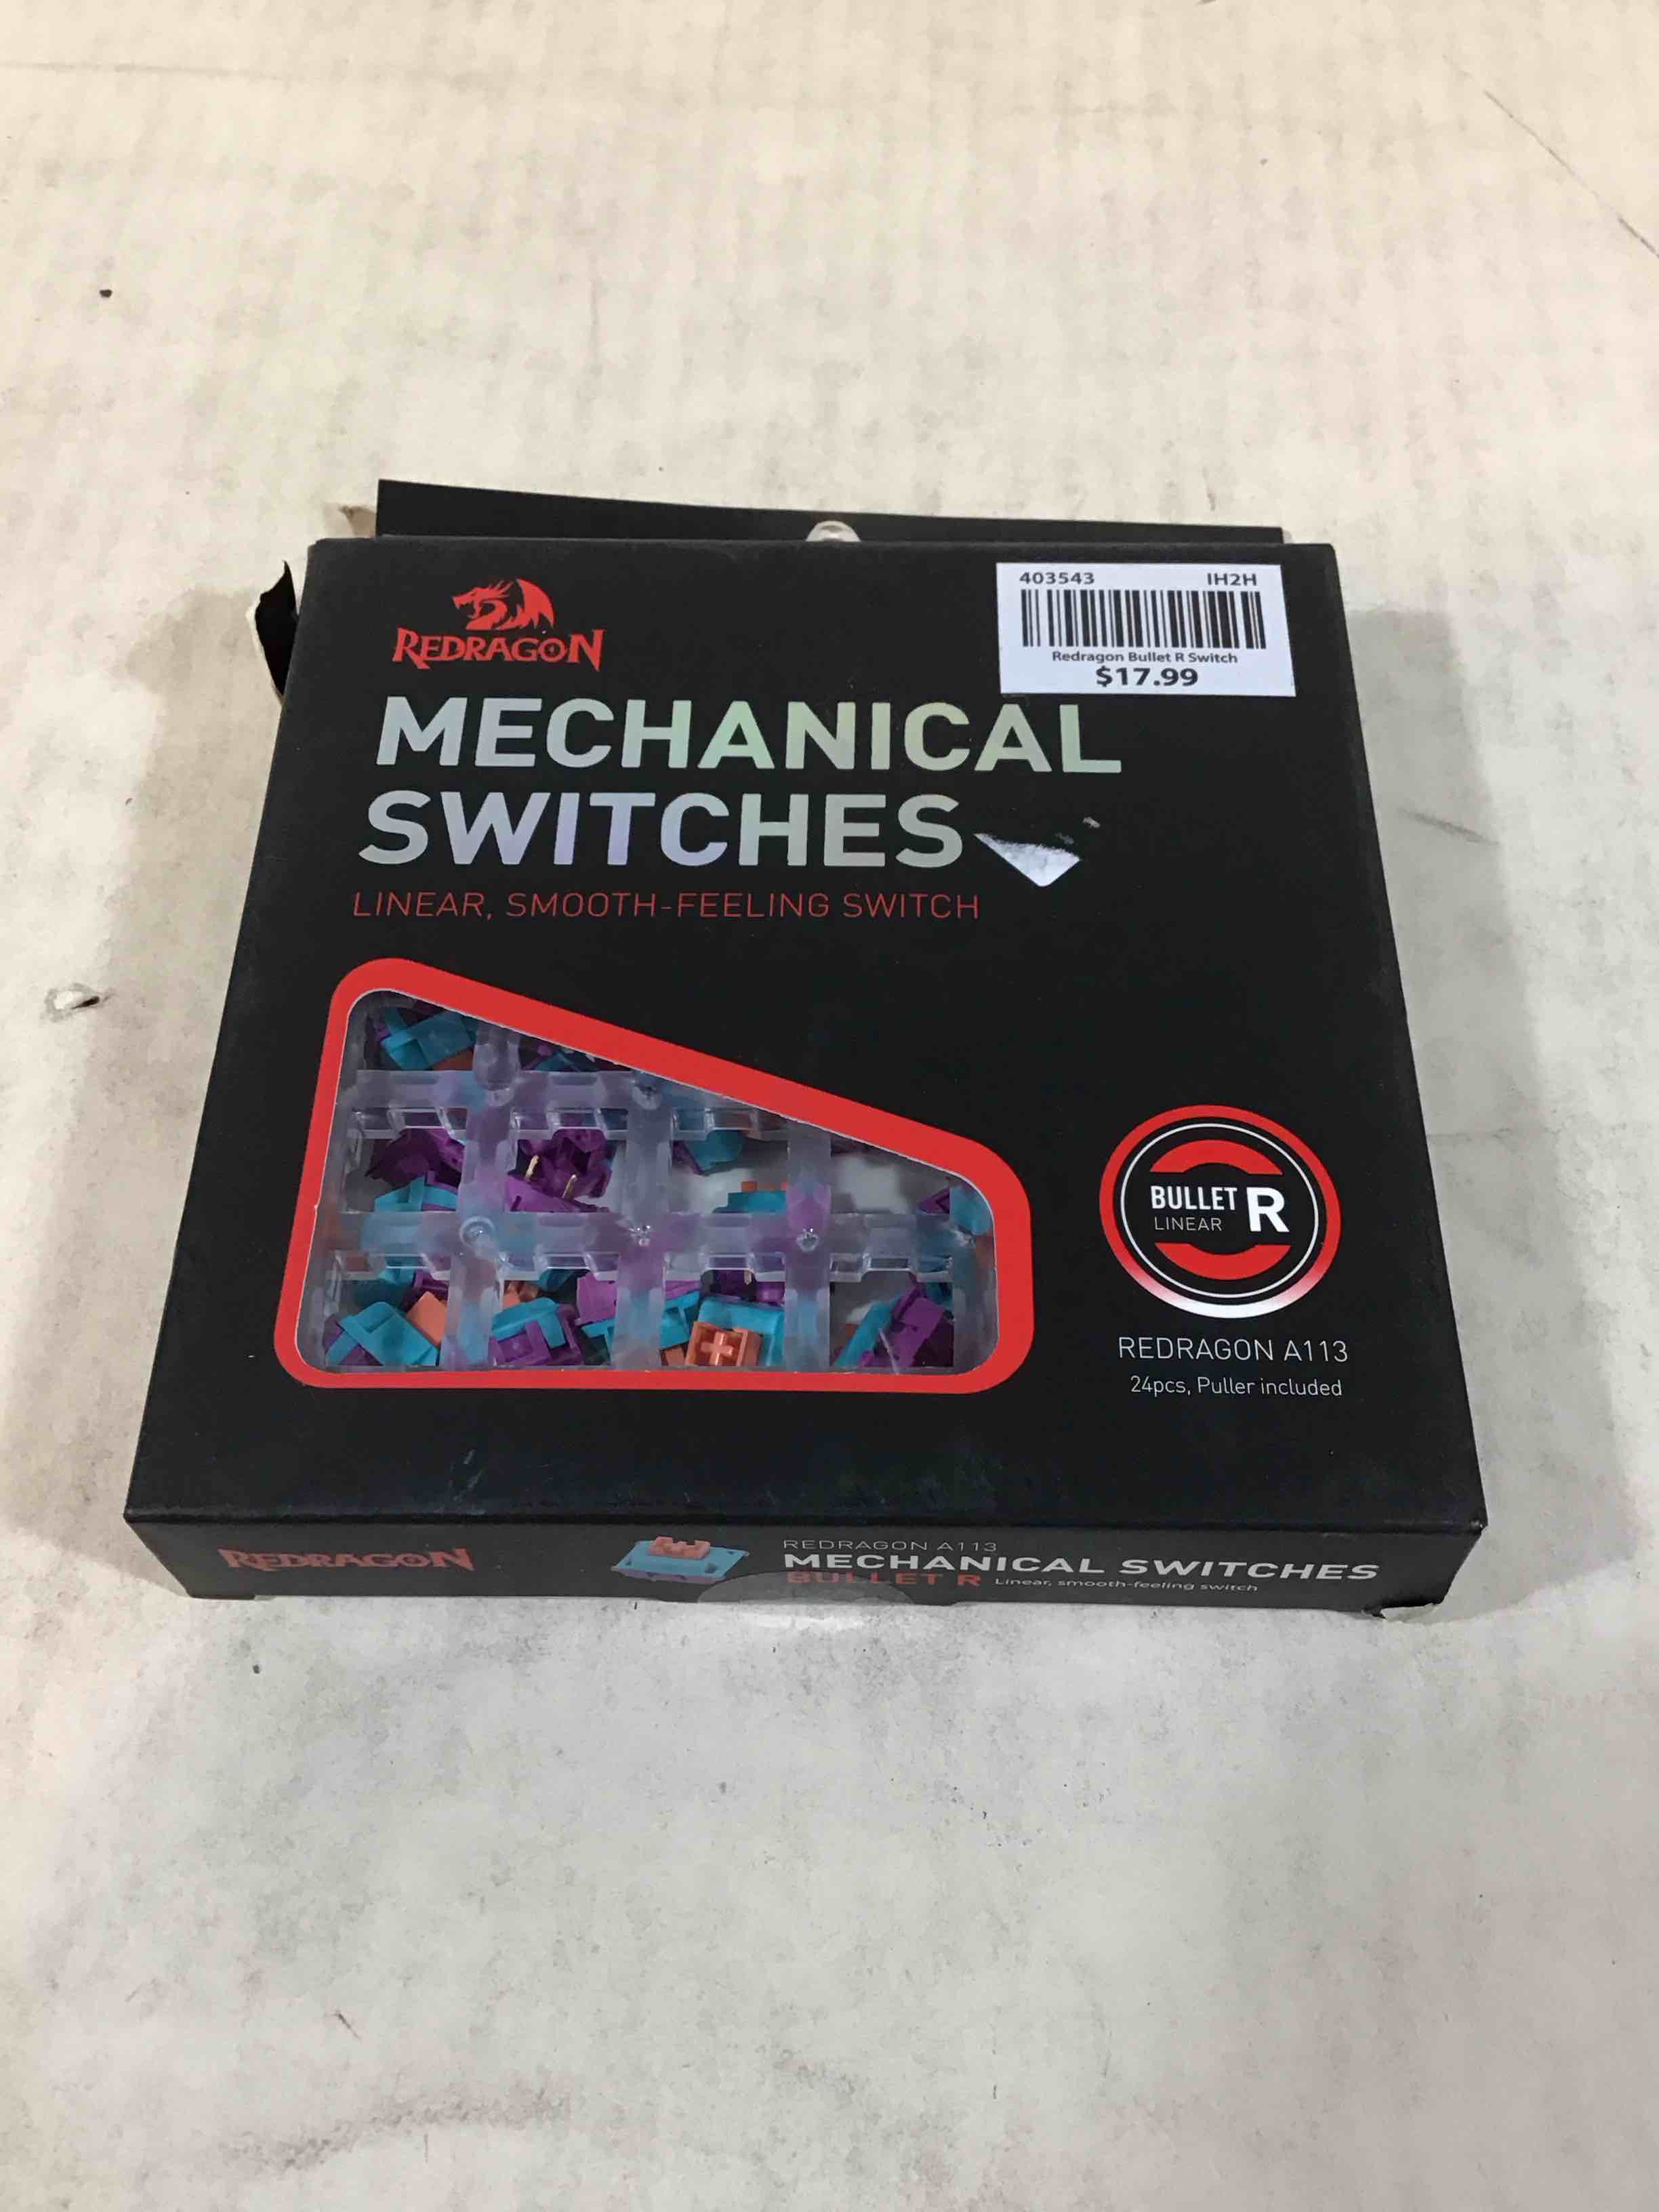 403543 IH2H
Redragon Bullet R Switch
$17.99
REDRAGON
MECHANICAL
SWITCHES
LINEAR, SMOOTH-FEELING SWITCH
BULLET R
LINEAR
REDRAGON A113
24pcs, Puller included
REDRAGON
REDRAGON A113
MECHANICAL SWITCHES
BULLET R Linear, smooth-feeling switch